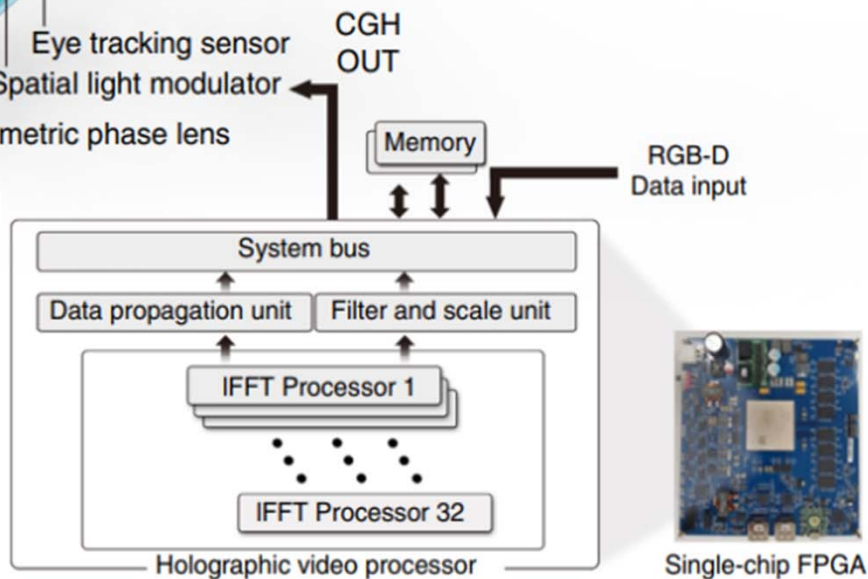 Eye tracking sensor
CGH
OUT
Spatial light modulator
metric phase lens
Memory
RGB-D
Data input
System bus
Data propagation unit
Filter and scale unit
IFFT Processor 1
IFFT Processor 32
Holographic video processor
Single-chip FPGA